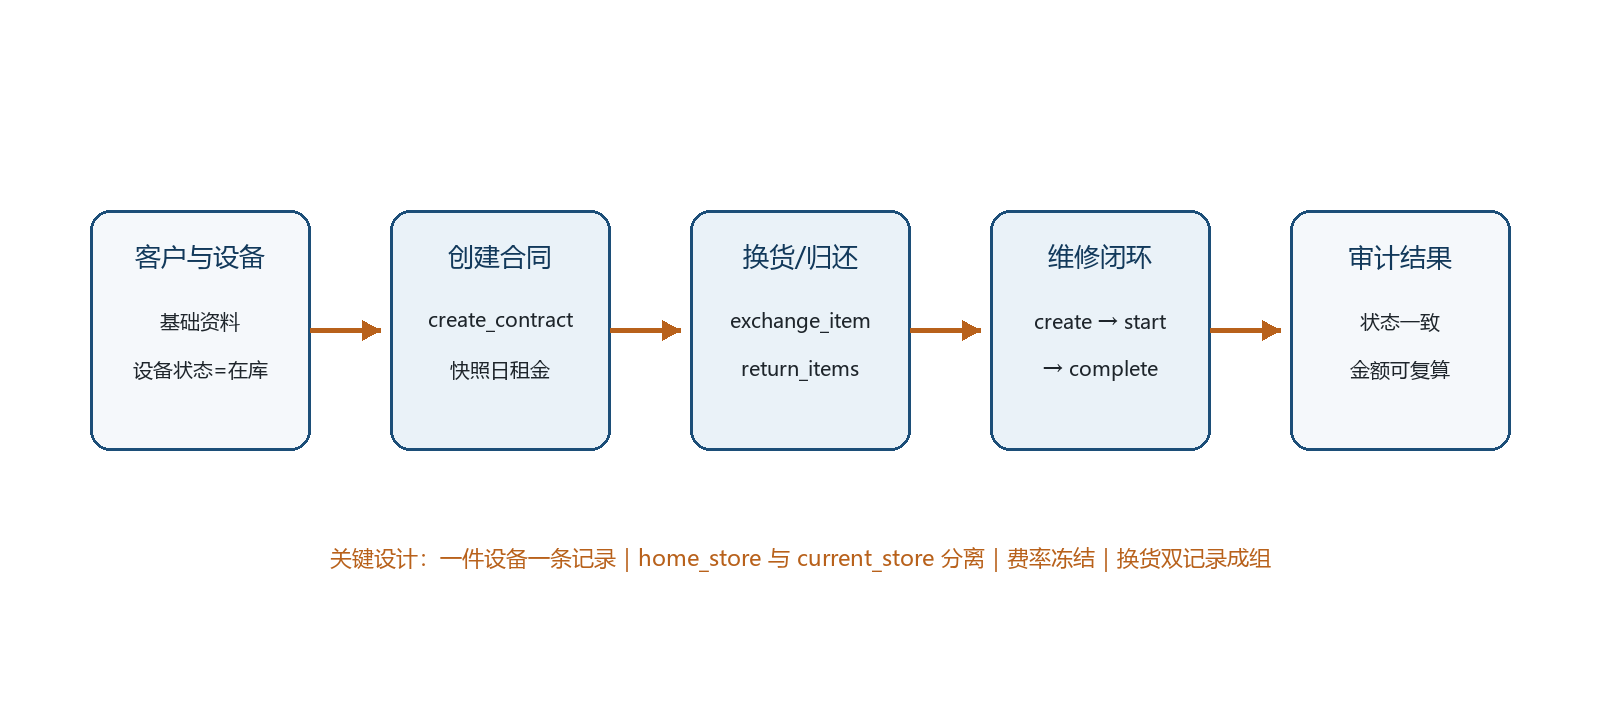 客户与设备
基础资料
设备状态=在库
创建合同
create_contract
快照日租金
换货/归还
exchange_item
return_items
维修闭环
create → start
→ complete
审计结果
状态一致
金额可复算
关键设计：一件设备一条记录 | home_store 与 current_store 分离 | 费率冻结 | 换货双记录成组